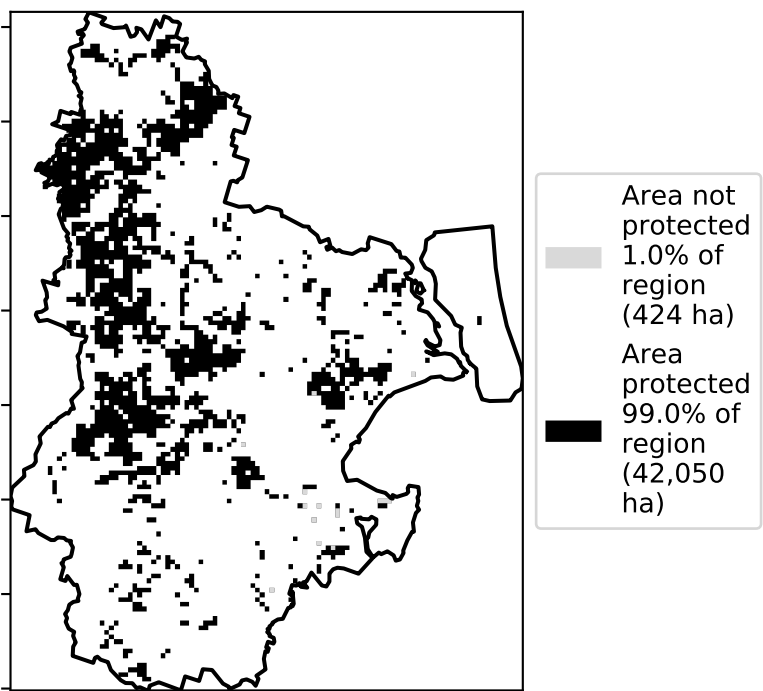 Area not
protected
1.0% of
region
(424 ha)
Area
protected
99.0% of
region
(42,050
ha)